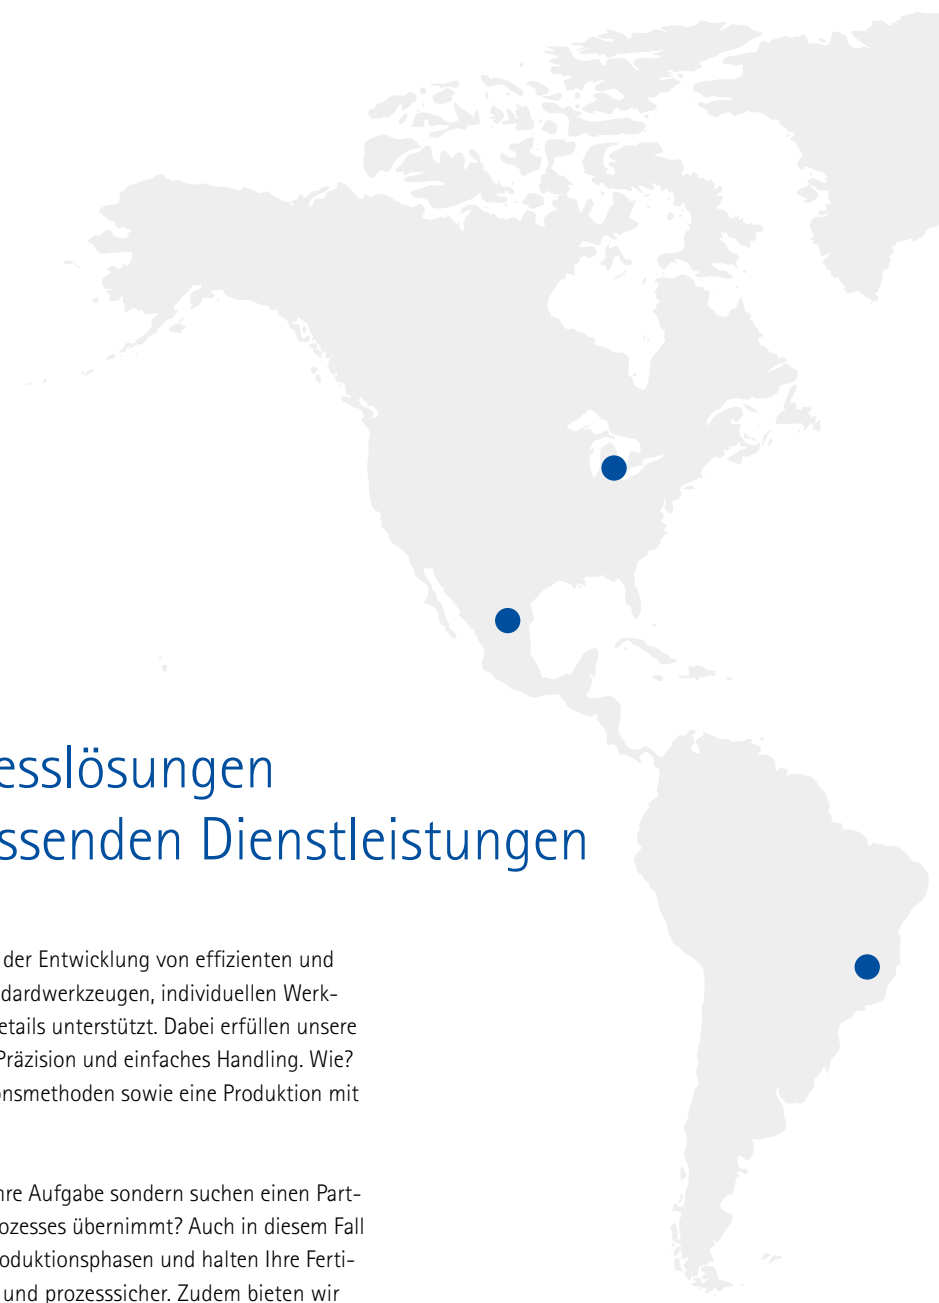 esslösungen
ssenden Dienstleistungen
der Entwicklung von effizienten und
dardwerkzeugen, individuellen Werk-
etails unterstützt. Dabei erfüllen unsere
Präzision und einfaches Handling. Wie?
onsmethoden sowie eine Produktion mit
hre Aufgabe sondern suchen einen Part-
ozesses übernimmt? Auch in diesem Fall
oduktionsphasen und halten Ihre Ferti-
und prozesssicher. Zudem bieten wir